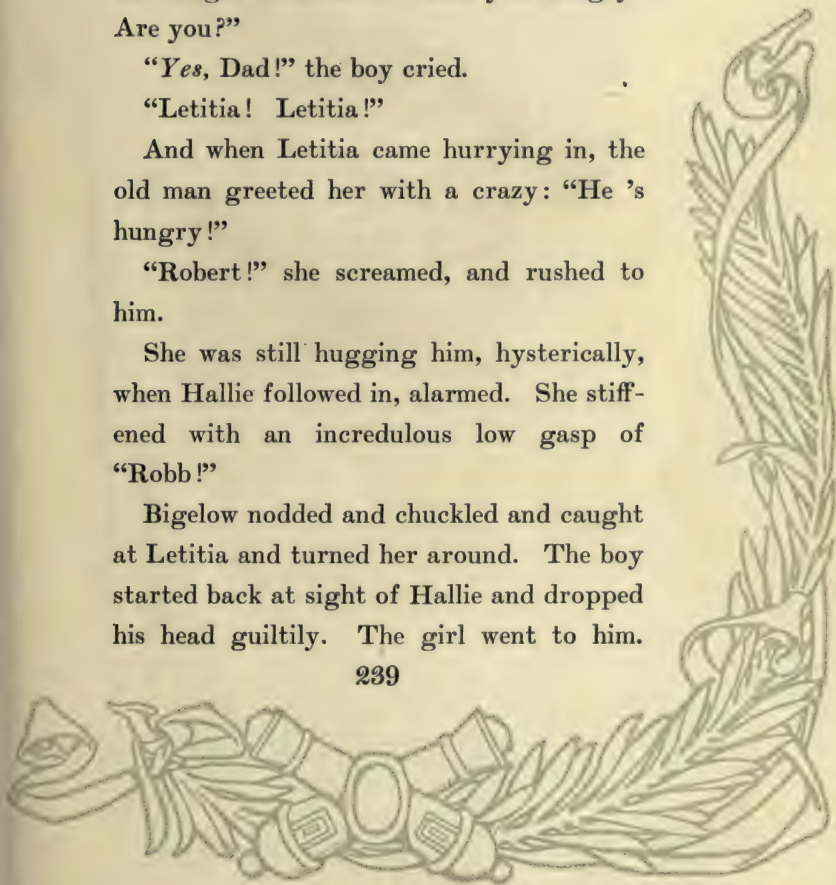 Are you?”
“Yes, Dad!” the boy cried.
“Letitia! Letitia!”
And when Letitia came hurrying in, the
old man greeted her with a crazy: “He ’s
hungry!”
“Robert!” she screamed, and rushed to
him.
She was still hugging him, hysterically,
when Hallie followed in, alarmed. She stiff-
ened with an incredulous low gasp of
“Robb!”
Bigelow nodded and chuckled and caught
at Letitia and turned her around. The boy
started back at sight of Hallie and dropped
his head guiltily. The girl went to him.
239